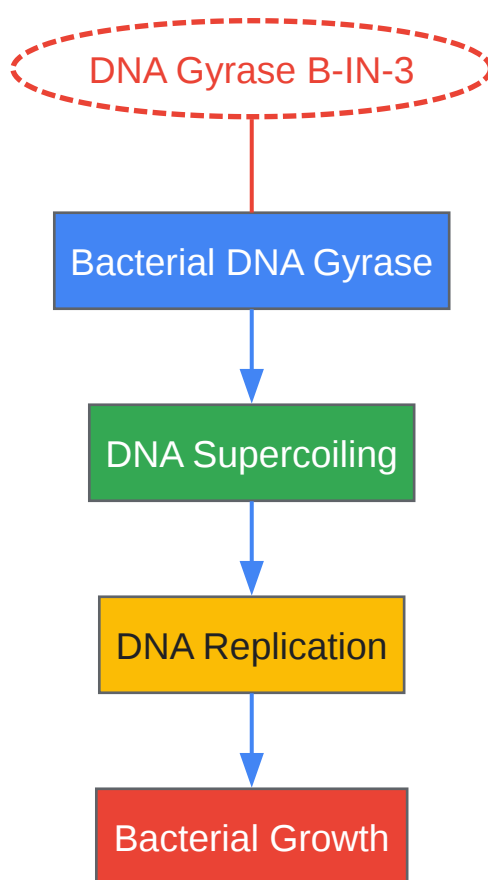 DNA Gyrase B-IN-3
Bacterial DNA Gyrase
DNA Supercoiling
DNA Replication
Bacterial Growth